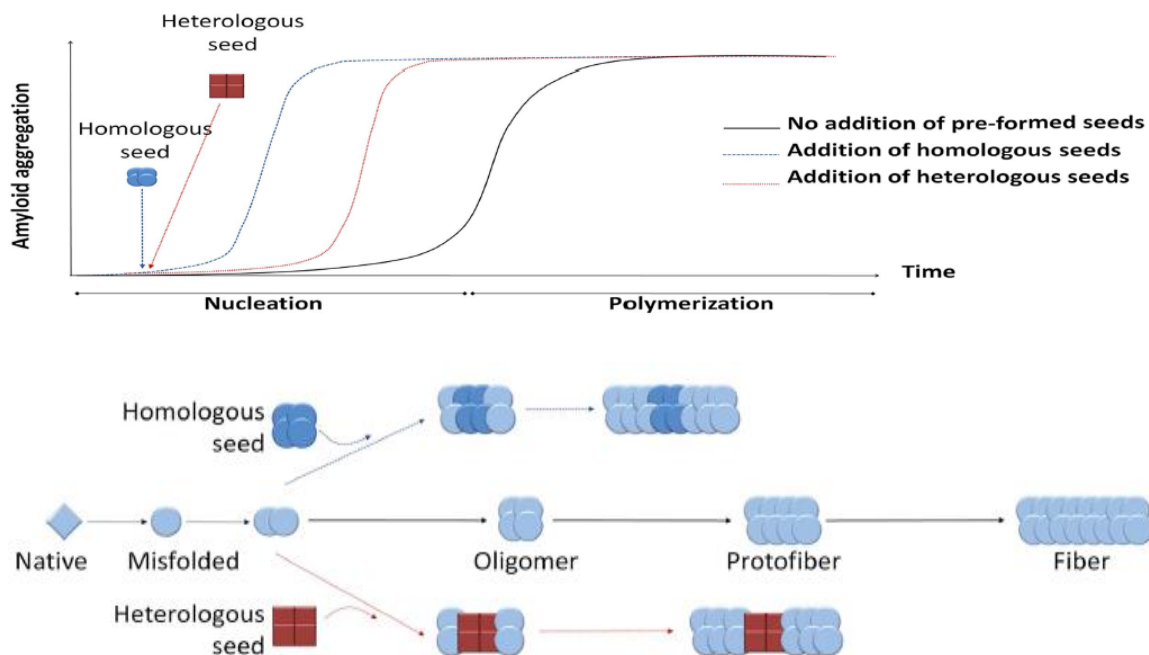 Heterologous
seed
Homologous
seed
Amyloid aggregation
No addition of pre-formed seeds
Addition of homologous seeds
Addition of heterologous seeds
Time
Nucleation
Polymerization
Homologous
seed
Native
Misfolded
Oligomer
Protofiber
Fiber
Heterologous
seed